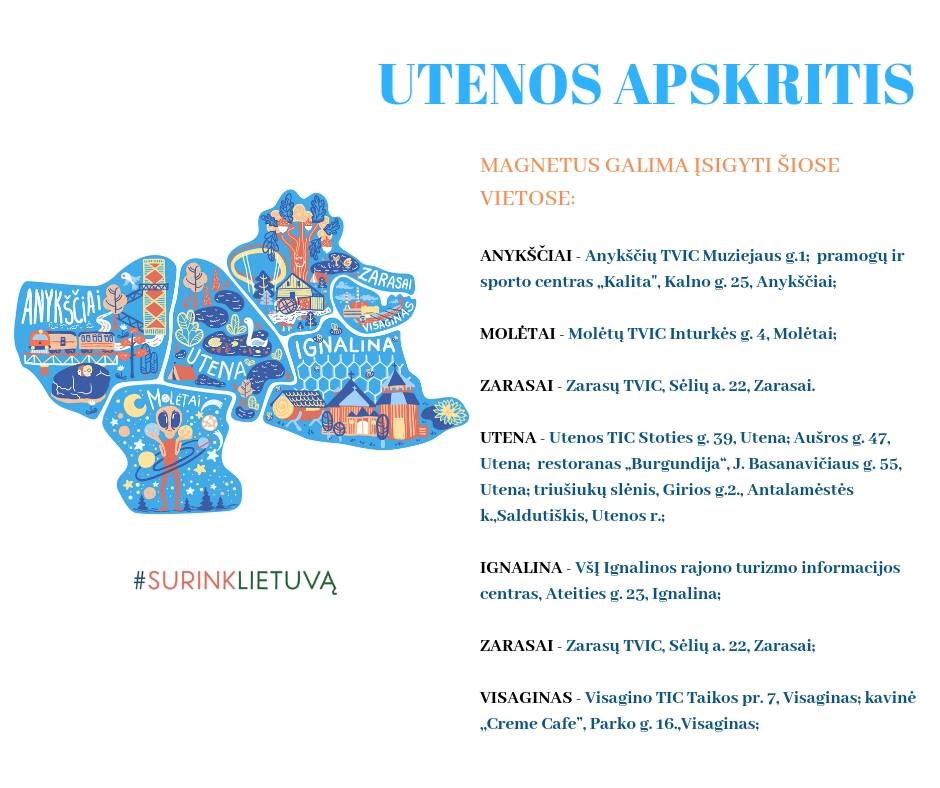 UTENOS APSKRITIS
MAGNETUS GALIMA ĮSIGYTI ŠIOSE
VIETOSE:
ANYKŠČIAI - Anykščių TVIC Muziejaus g.1;  pramogų ir
sporto centras „Kalita", Kalno g. 25, Anykščiai;
MOLĖTAI - Molėtų TVIC Inturkės g. 4, Molėtai;
ZARASAI - Zarasų TVIC, Sėlių a. 22, Zarasai.
UTENA - Utenos TIC Stoties g. 39, Utena; Aušros g. 47,
Utena;  restoranas „Burgundija“, J. Basanavičiaus g. 55,
Utena; triušiukų slėnis, Girios g.2., Antalamėstės
k.,Saldutiškis, Utenos r.;
IGNALINA - VšĮ Ignalinos rajono turizmo informacijos
centras, Ateities g. 23, Ignalina;
ZARASAI - Zarasų TVIC, Sėlių a. 22, Zarasai;
VISAGINAS - Visagino TIC Taikos pr. 7, Visaginas; kavinė
„Creme Cafe”, Parko g. 16.,Visaginas;
ANYKŠČIAI
ZARASAI
VISAGINAS
IGNALINA
UTENA
MOLĖTAI
#SURINKLIETUVĄ